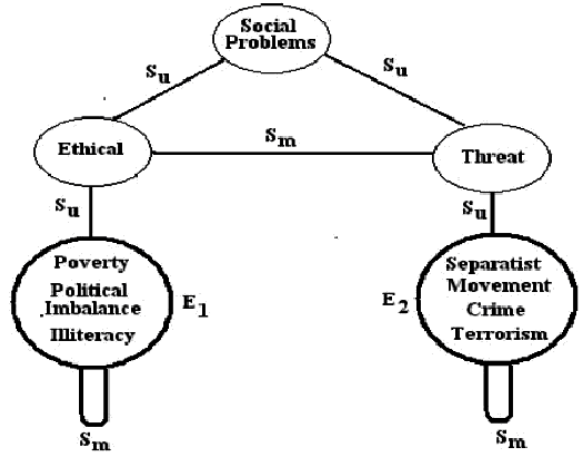 Social
Problems
Su
Su
Ethical
Sm
Threat
Su
Su
Poverty
Political
Imbalance
Illiteracy
E1
E2
Separatist
Movement
Crime
Terrorism
Sm
Sm